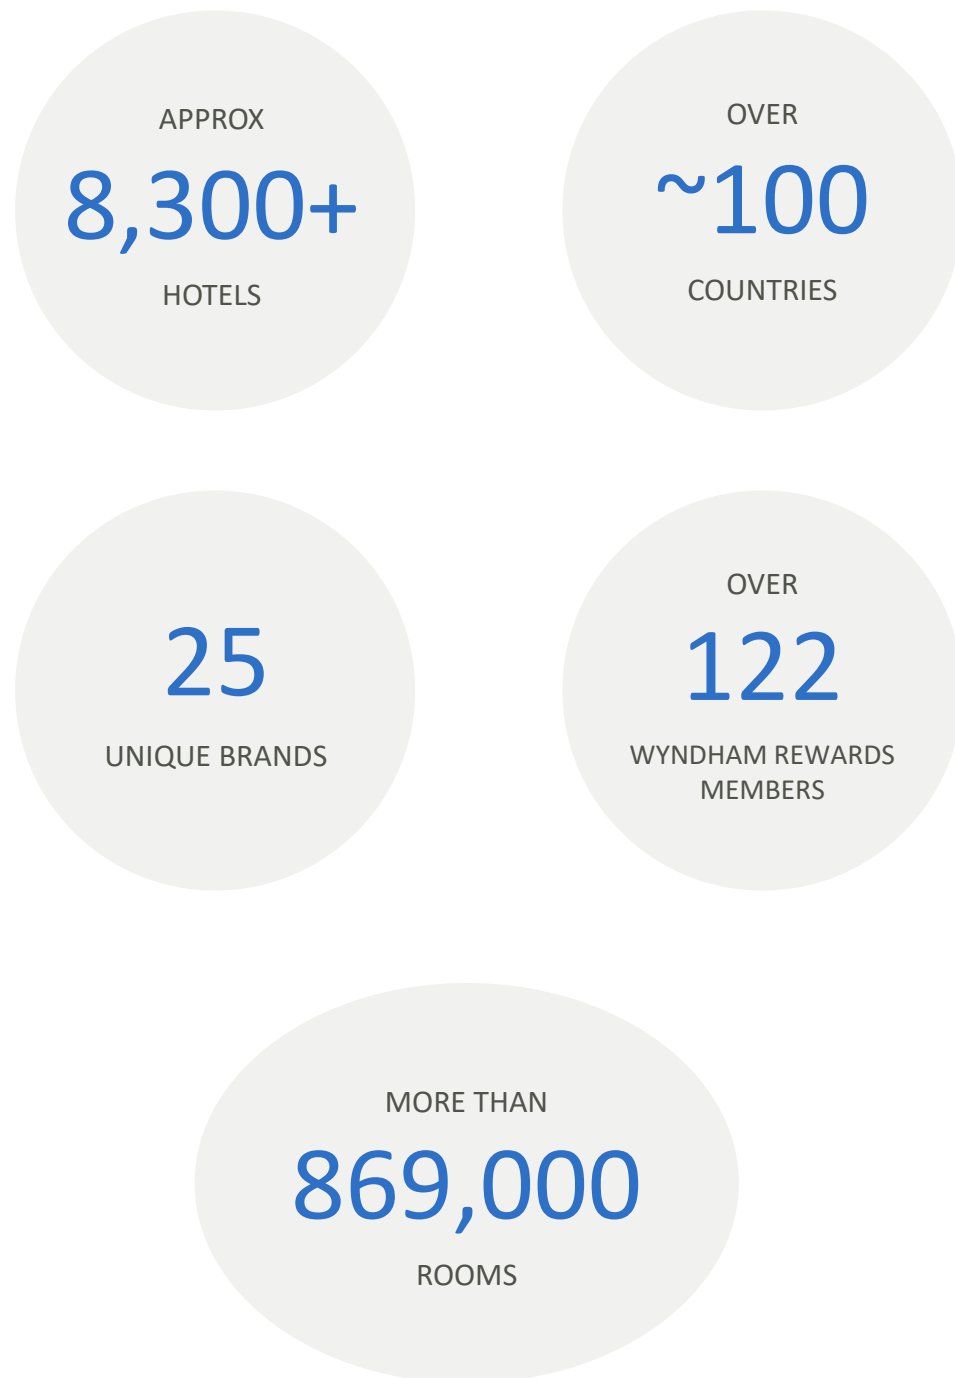 APPROX
8,300+
HOTELS
OVER
~100
COUNTRIES
25
UNIQUE BRANDS
OVER
122
WYNDHAM REWARDS
MEMBERS
MORE THAN
869,000
ROOMS